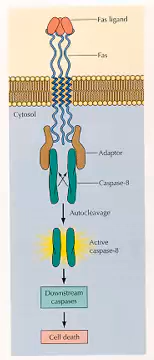 Fas ligand
Fas
Cytosol
Adaptor
Caspase-8
Autocleavage
Active
caspase-8
Downstream
caspases
Cell death